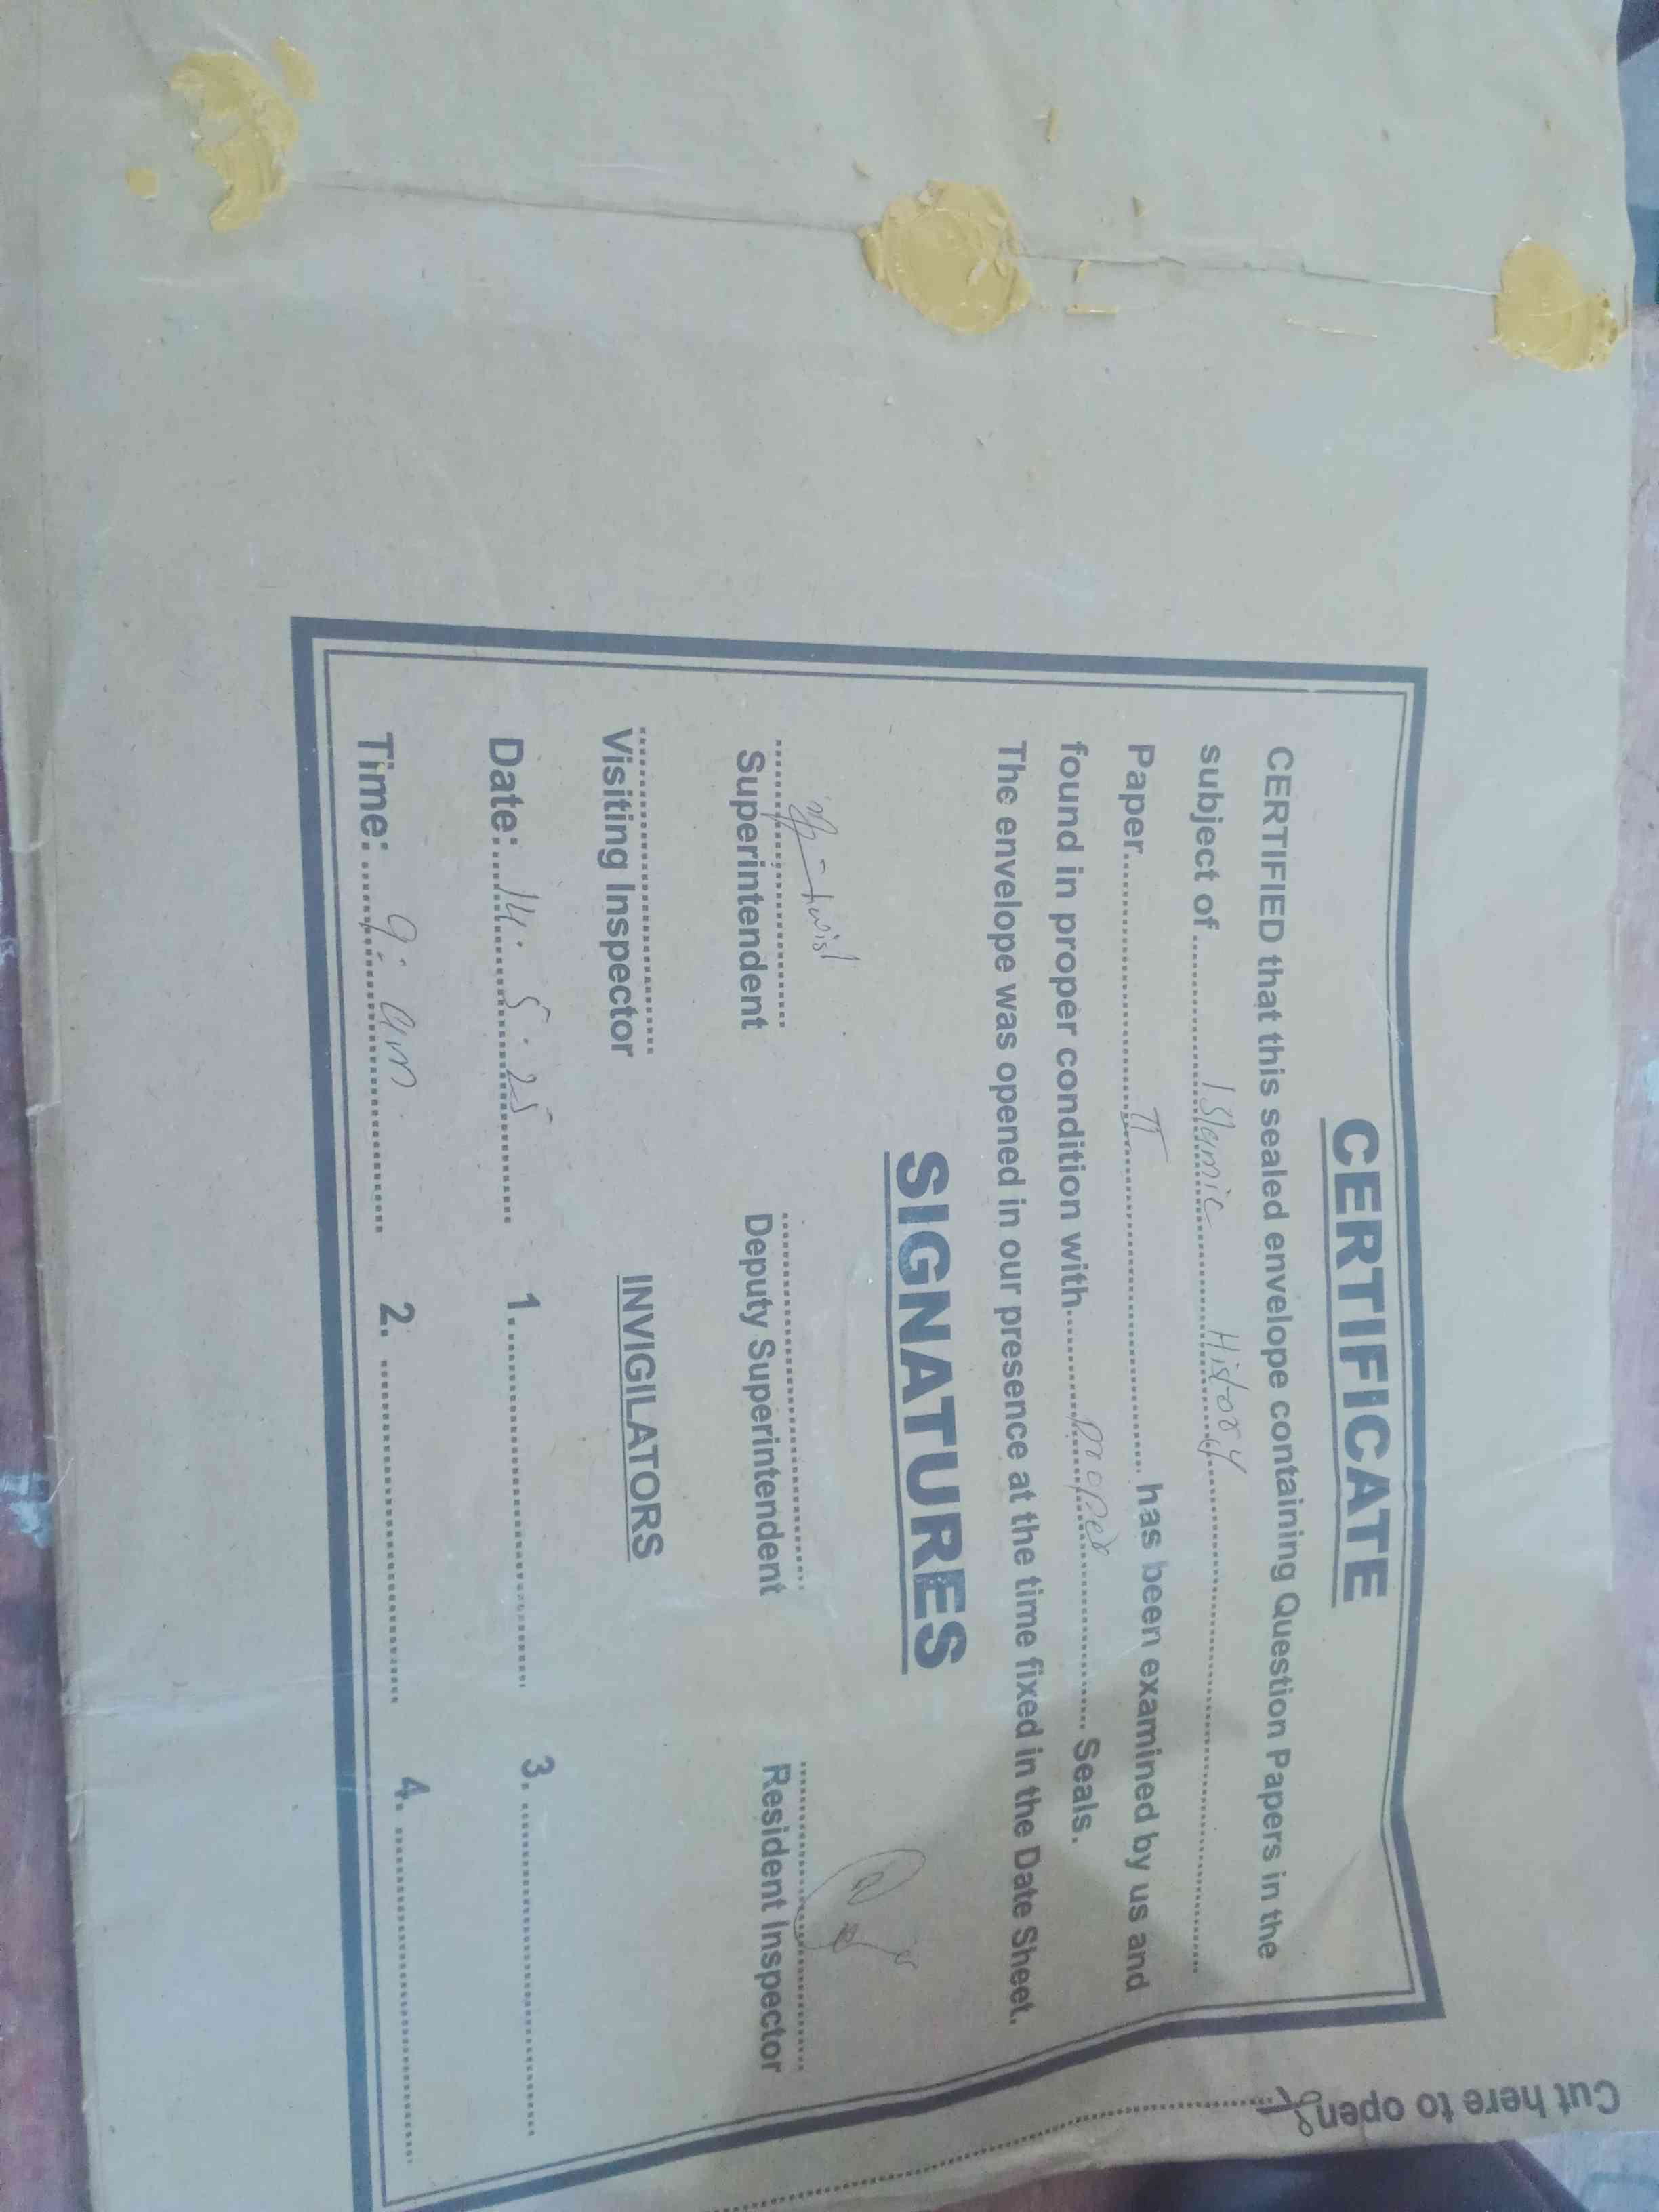 CERTIFICATE
CERTIFIED that this sealed envelope containing Question Papers in the
subject of .......... Islamic History ..........
Paper .......... II .......... has been examined by us and
found in proper condition with .......... proper .......... Seals.
The envelope was opened in our presence at the time fixed in the Date Sheet.
SIGNATURES
Superintendent Deputy Superintendent Resident Inspector
Visiting Inspector INVIGILATORS
Date: 14. 5. 25 1. .......... 3. ..........
Time: 9: am 2. .......... 4. ..........
Cut here to open